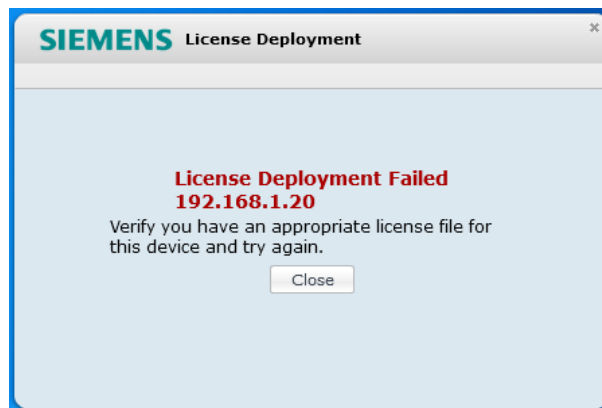 SIEMENS License Deployment
License Deployment Failed
192.168.1.20
Verify you have an appropriate license file for
this device and try again.
Close